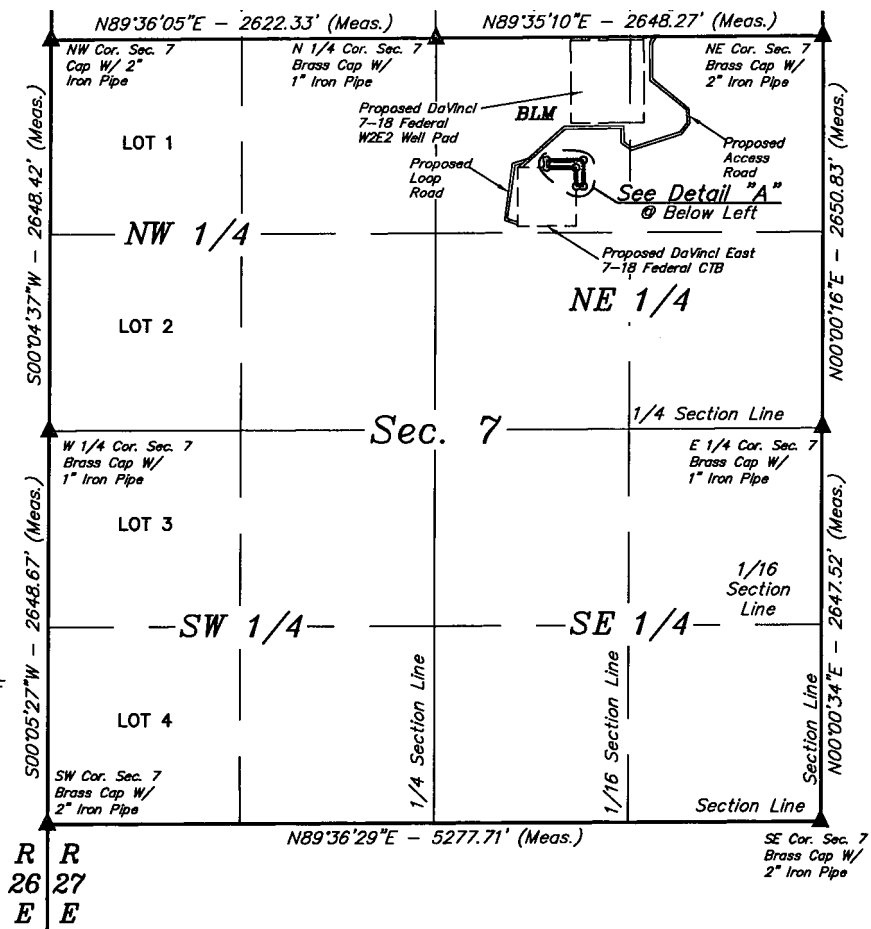 N89°36'05"E - 2622.33' (Meas.)
N89°35'10"E - 2648.27' (Meas.)
NW Cor. Sec. 7
Cap W/ 2"
Iron Pipe
N 1/4 Cor. Sec. 7
Brass Cap W/
1" Iron Pipe
NE Cor. Sec. 7
Brass Cap W/
2" Iron Pipe
S00°04'37"W - 2648.42' (Meas.)
LOT 1
Proposed DaVinci
7-18 Federal
W2E2 Well Pad
BLM
Proposed
Loop
Road
Proposed
Access
Road
See Detail "A"
@ Below Left
N00°00'16"E - 2650.83' (Meas.)
NW 1/4
Proposed DaVinci East
7-18 Federal CTB
NE 1/4
LOT 2
Sec. 7
1/4 Section Line
W 1/4 Cor. Sec. 7
Brass Cap W/
1" Iron Pipe
E 1/4 Cor. Sec. 7
Brass Cap W/
1" Iron Pipe
S00°05'27"W - 2648.67' (Meas.)
LOT 3
1/16
Section
Line
N00°00'34"E - 2647.52' (Meas.)
SW 1/4
SE 1/4
LOT 4
1/4 Section Line
1/16 Section Line
Section Line
SW Cor. Sec. 7
Brass Cap W/
2" Iron Pipe
Section Line
N89°36'29"E - 5277.71' (Meas.)
SE Cor. Sec. 7
Brass Cap W/
2" Iron Pipe
R R
26 27
E E